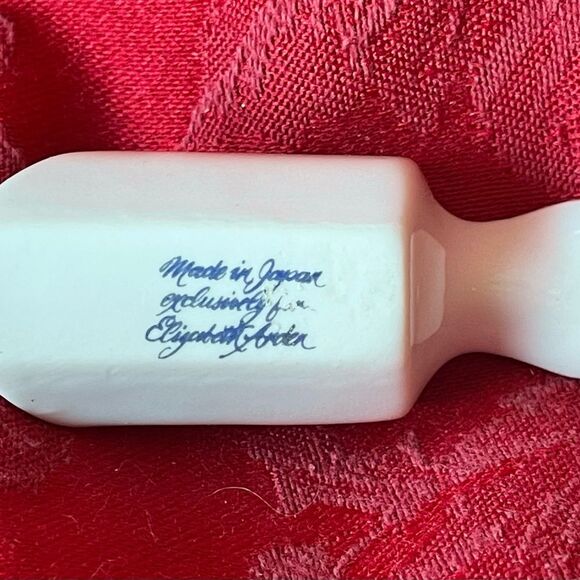 Made in Japan
exclusively for
Elizabeth Arden